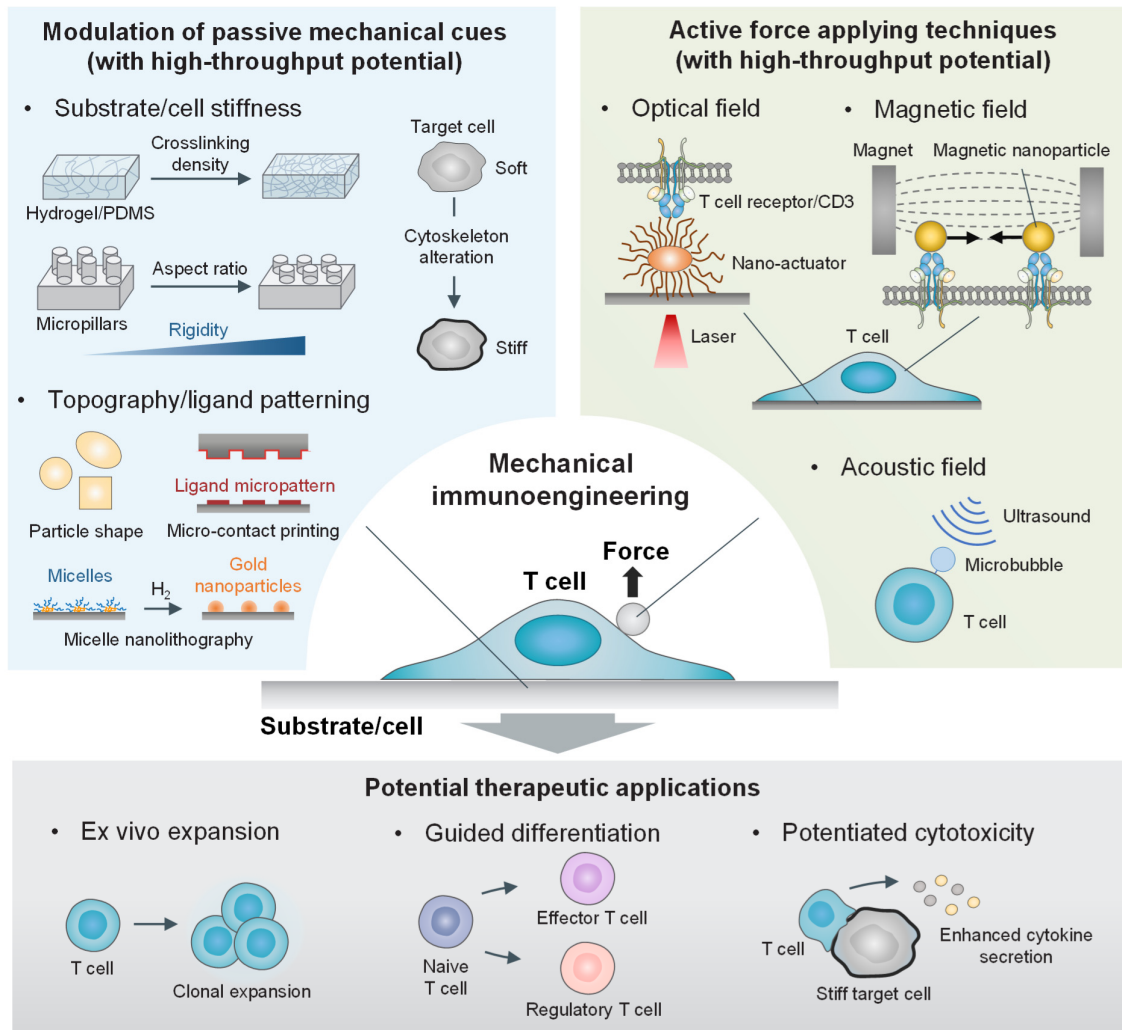 Modulation of passive mechanical cues
(with high-throughput potential)
• Substrate/cell stiffness
Crosslinking
density
Hydrogel/PDMS
Aspect ratio
Micropillars
Rigidity
Target cell
Soft
Cytoskeleton
alteration
Stiff
• Topography/ligand patterning
Particle shape
Ligand micropattern
Micro-contact printing
Micelles
H₂
Gold
nanoparticles
Micelle nanolithography
Active force applying techniques
(with high-throughput potential)
• Optical field
T cell receptor/CD3
Nano-actuator
Laser
• Magnetic field
Magnet
Magnetic nanoparticle
T cell
• Acoustic field
Ultrasound
Microbubble
T cell
Mechanical
immunoengineering
Force
T cell
Substrate/cell
Potential therapeutic applications
• Ex vivo expansion
T cell
Clonal expansion
• Guided differentiation
Naive
T cell
Effector T cell
Regulatory T cell
• Potentiated cytotoxicity
T cell
Enhanced cytokine
secretion
Stiff target cell